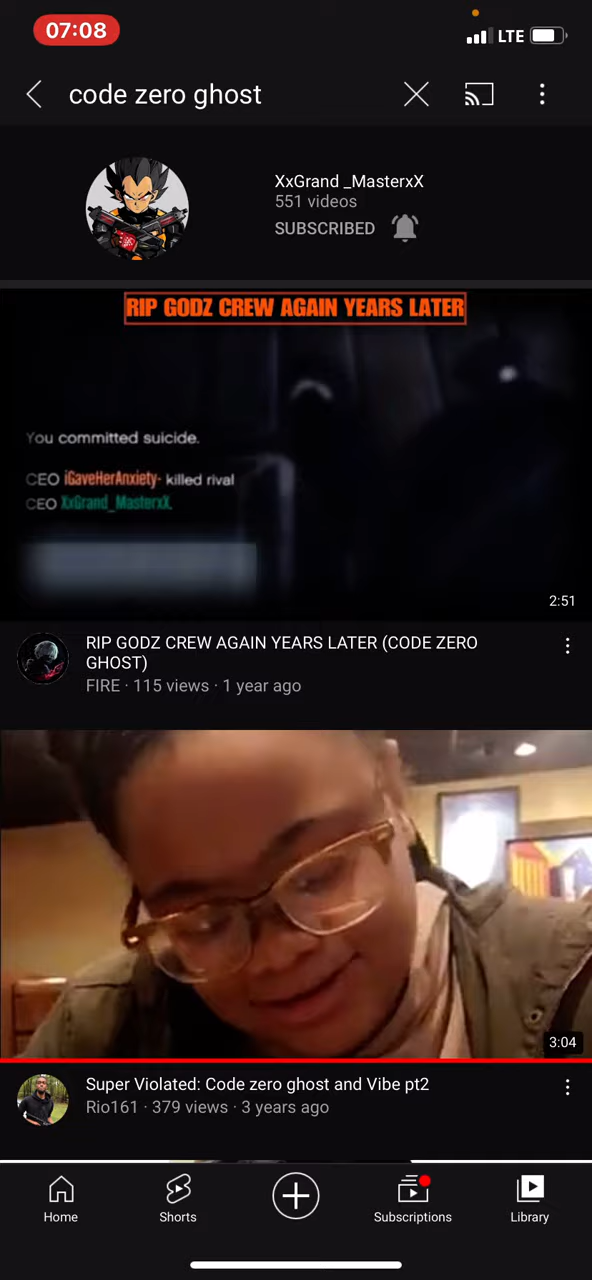 07:08
LTE
code zero ghost
XxGrand _MasterxX
551 videos
SUBSCRIBED
RIP GODZ CREW AGAIN YEARS LATER
You committed suicide.
CEO iGaveHerAnxiety- killed rival
CEO XxGrand_MasterxX.
2:51
RIP GODZ CREW AGAIN YEARS LATER (CODE ZERO
GHOST)
FIRE · 115 views · 1 year ago
3:04
Super Violated: Code zero ghost and Vibe pt2
Rio161 · 379 views · 3 years ago
Home
Shorts
Subscriptions
Library